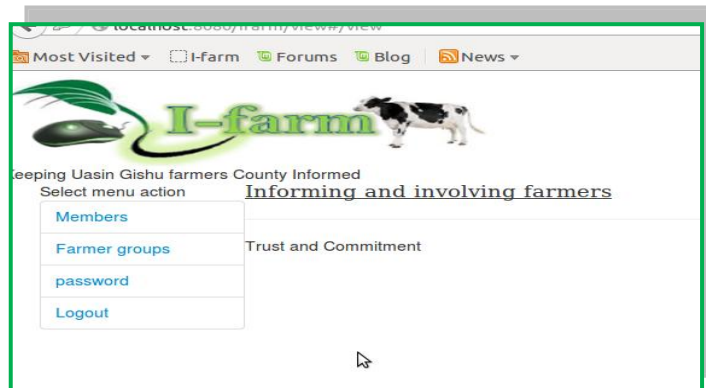 localhost:8080/ifarm/view#/view
Most Visited I-farm Forums Blog News
I-farm
Keeping Uasin Gishu farmers County Informed
Select menu action
Informing and involving farmers
Members
Farmer groups
Trust and Commitment
password
Logout